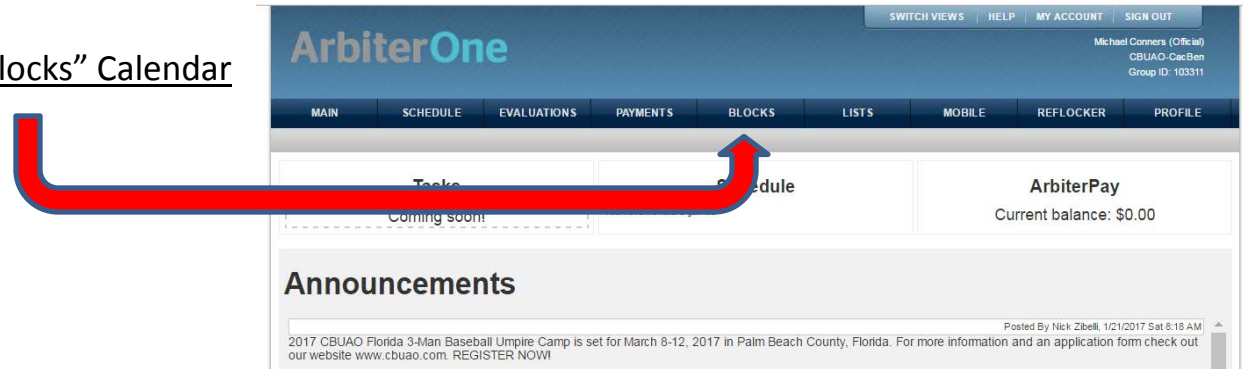 SWITCH VIEWS | HELP | MY ACCOUNT | SIGN OUT
ArbiterOne
Michael Conners (Official)
CBUAO-CacBen
Group ID: 103311
locks” Calendar
MAIN SCHEDULE EVALUATIONS PAYMENTS BLOCKS LISTS MOBILE REFLOCKER PROFILE
Tasks
Coming soon!
edule
ArbiterPay
Current balance: $0.00
Announcements
Posted By Nick Zibelli, 1/21/2017 Sat 8:18 AM
2017 CBUAO Florida 3-Man Baseball Umpire Camp is set for March 8-12, 2017 in Palm Beach County, Florida. For more information and an application form check out
our website www.cbuao.com. REGISTER NOW!